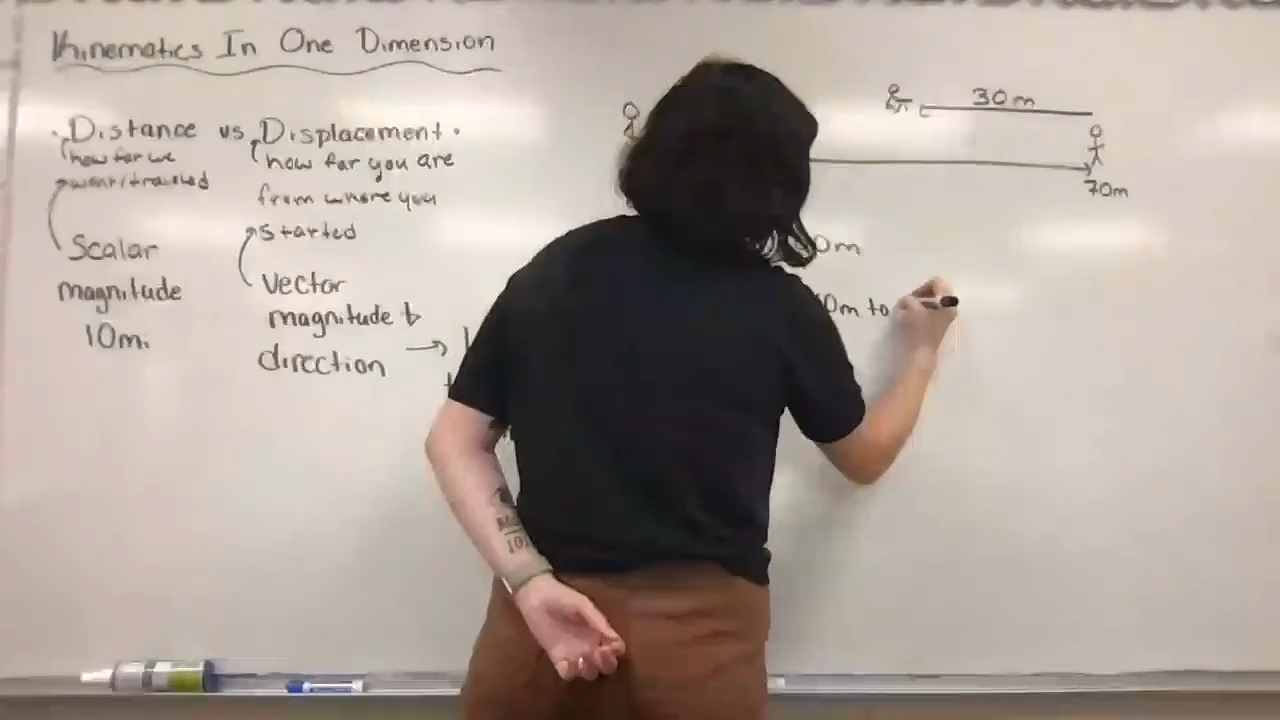 Kinematics In One Dimension
· Distance vs Displacement ·
how far we
went/traveled
how far you are
from where you
started
Scalar
magnitude
10m.
Vector
magnitude &
direction →
30m
70m
0m
0m to